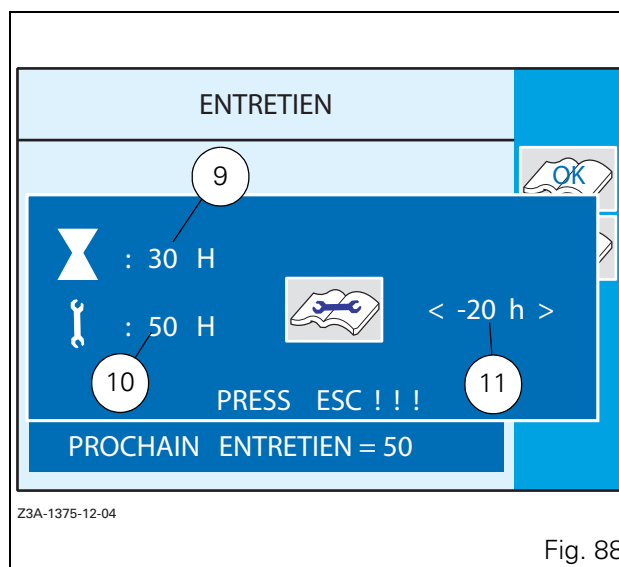 ENTRETIEN
9
OK
: 30 H
: 50 H
< -20 h >
10
11
PRESS ESC ! ! !
PROCHAIN ENTRETIEN = 50
Z3A-1375-12-04
Fig. 88